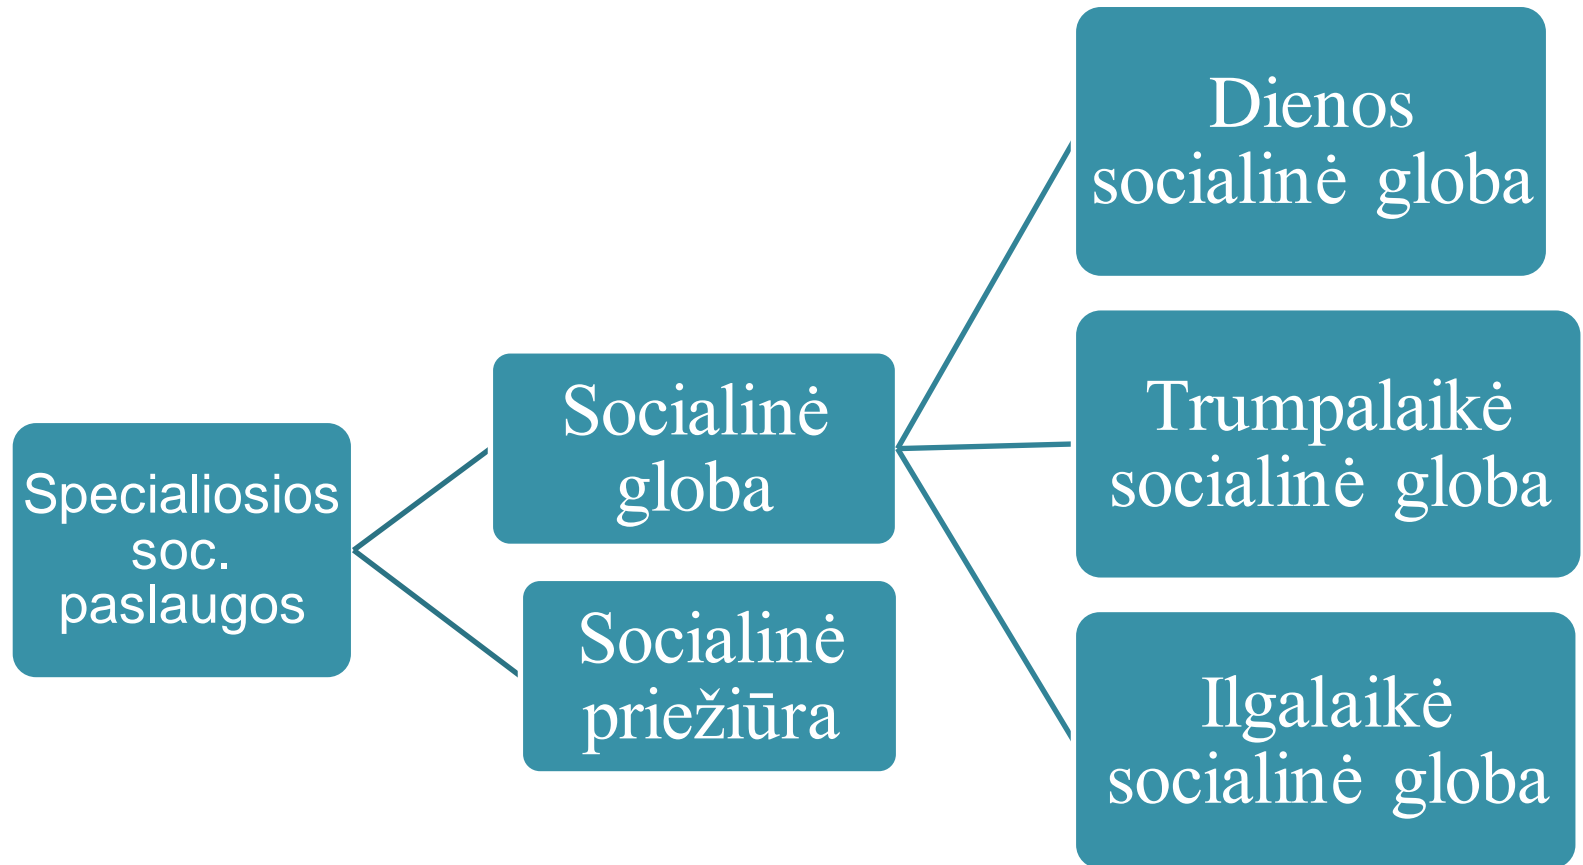 Specialiosios
soc.
paslaugos
Socialinė
globa
Socialinė
priežiūra
Dienos
socialinė globa
Trumpalaikė
socialinė globa
Ilgalaikė
socialinė globa